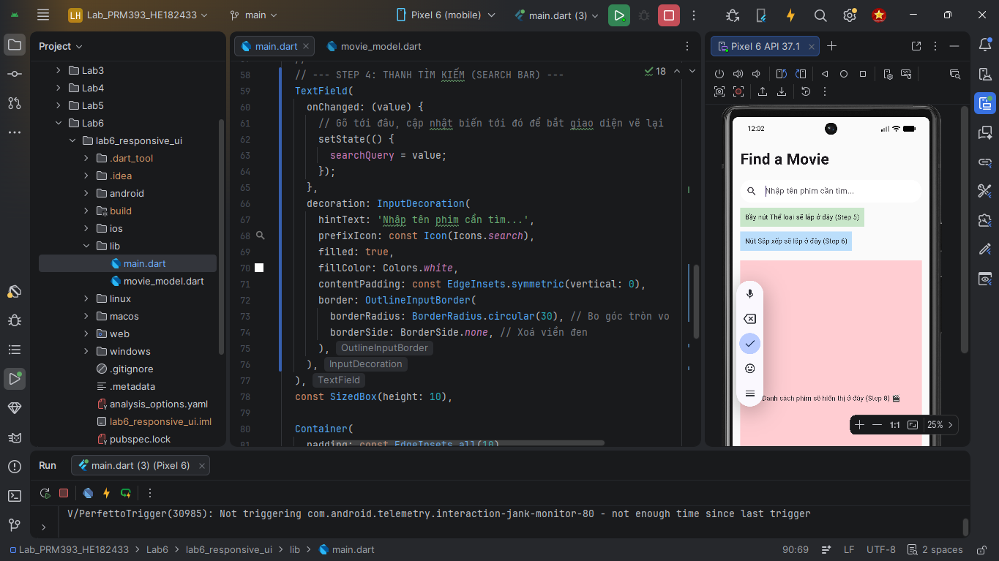 LH Lab_PRM393_HE182433 main Pixel 6 (mobile) main.dart (3)
Project
Lab3
Lab4
Lab5
Lab6
lab6_responsive_ui
.dart_tool
.idea
android
build
ios
lib
main.dart
movie_model.dart
linux
macos
web
windows
.gitignore
.metadata
analysis_options.yaml
lab6_responsive_ui.iml
pubspec.lock
main.dart movie_model.dart
18
58 // --- STEP 4: THANH TÌM KIẾM (SEARCH BAR) ---
59 TextField(
60 onChanged: (value) {
61 // Gõ tới đâu, cập nhật biến tới đó để bắt giao diện vẽ lại
62 setState(() {
63 searchQuery = value;
64 });
65 },
66 decoration: InputDecoration(
67 hintText: 'Nhập tên phim cần tìm...',
68 prefixIcon: const Icon(Icons.search),
69 filled: true,
70 fillColor: Colors.white,
71 contentPadding: const EdgeInsets.symmetric(vertical: 0),
72 border: OutlineInputBorder(
73 borderRadius: BorderRadius.circular(30), // Bo góc tròn vo
74 borderSide: BorderSide.none, // Xoá viền đen
75 ), OutlineInputBorder
76 ), InputDecoration
77 ), TextField
78 const SizedBox(height: 10),
79
80 Container(
81 padding: const EdgeInsets.all(10)
Pixel 6 API 37.1
12:02
Find a Movie
Nhập tên phim cần tìm...
Bầy nút Thể loại sẽ lắp ở đây (Step 5)
Nút Sắp xếp sẽ lắp ở đây (Step 6)
Danh sách phim sẽ hiển thị ở đây (Step 8)
1:1 25%
Run main.dart (3) (Pixel 6)
V/PerfettoTrigger(30985): Not triggering com.android.telemetry.interaction-jank-monitor-80 - not enough time since last trigger
Lab_PRM393_HE182433 > Lab6 > lab6_responsive_ui > lib > main.dart 90:69 LF UTF-8 2 spaces